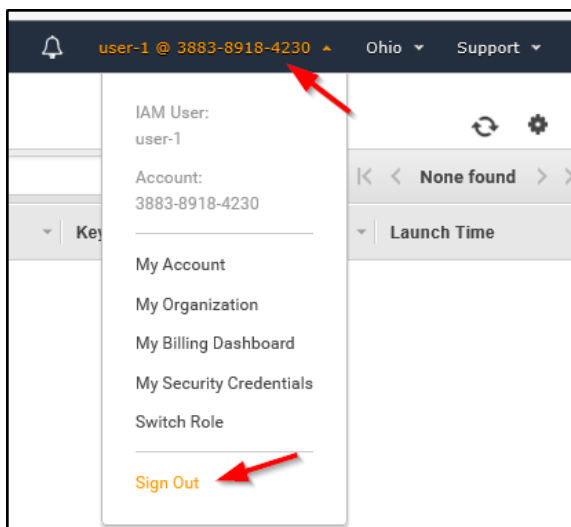 user-1 @ 3883-8918-4230 Ohio Support
IAM User:
user-1
Account:
3883-8918-4230
None found
Key
Launch Time
My Account
My Organization
My Billing Dashboard
My Security Credentials
Switch Role
Sign Out